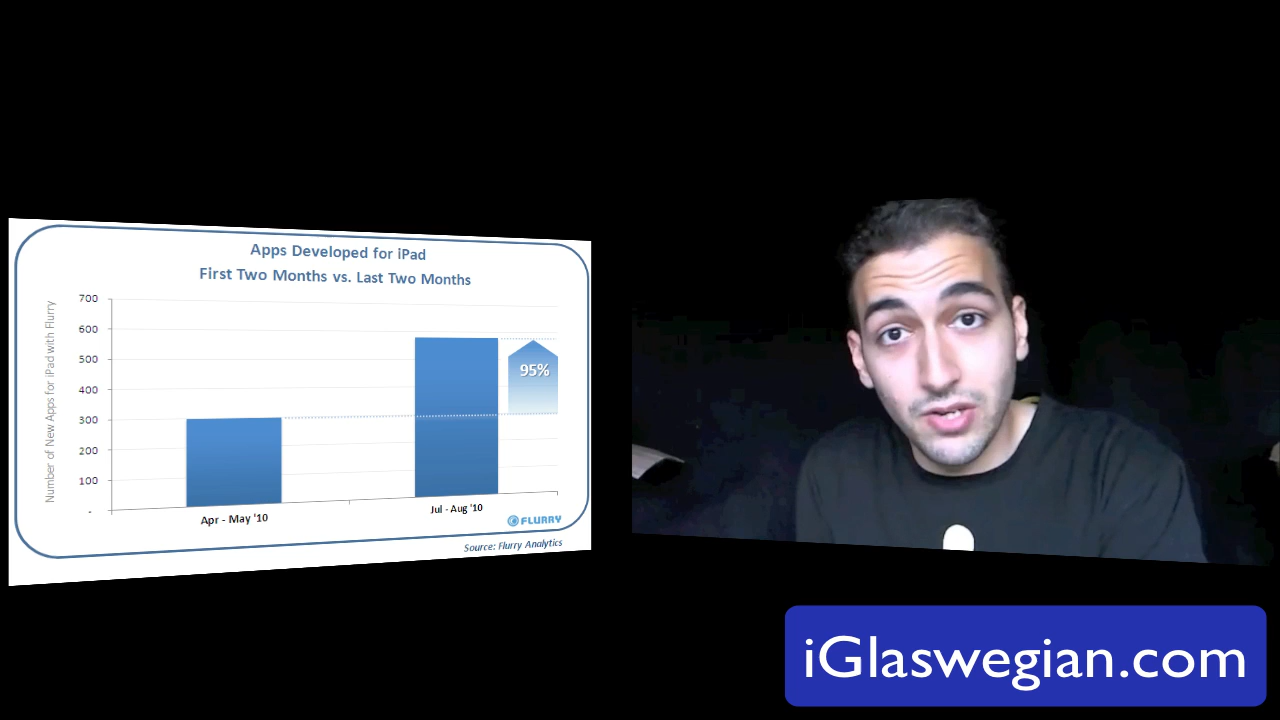 Apps Developed for iPad
First Two Months vs. Last Two Months
Number of New Apps for iPad with Flurry
700
600
500
400
300
200
100
-
95%
Apr - May '10
Jul - Aug '10
FLURRY
Source: Flurry Analytics
iGlaswegian.com